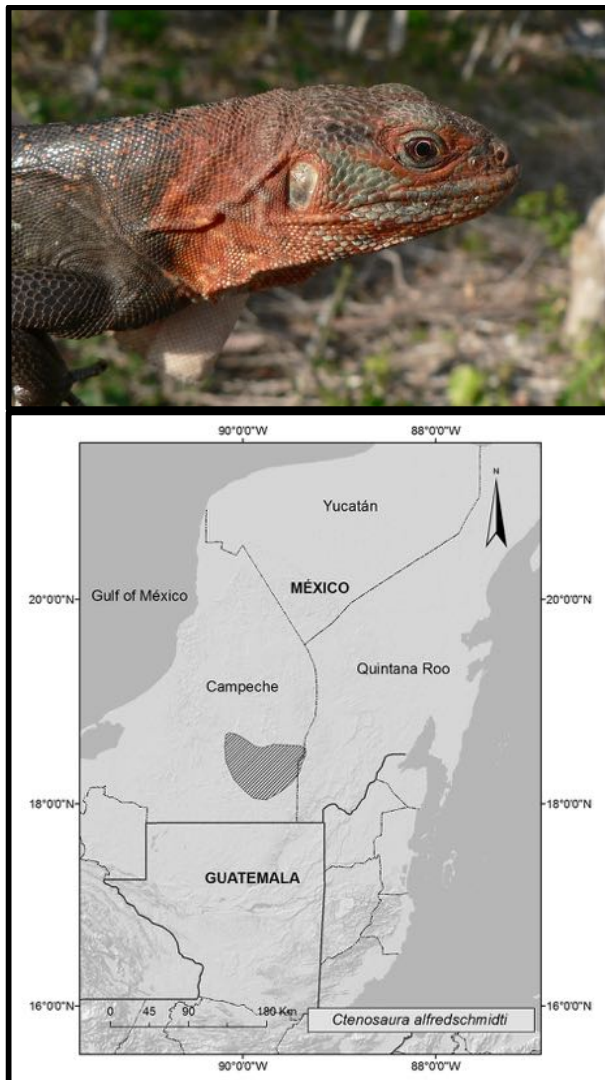 90°0'0"W 88°0'0"W
N
Yucatán
20°0'0"N MÉXICO 20°0'0"N
Gulf of México
Quintana Roo
Campeche
18°0'0"N 18°0'0"N
GUATEMALA
16°0'0"N 16°0'0"N
0 45 90 180 Km
Ctenosaura alfredschmidti
90°0'0"W 88°0'0"W